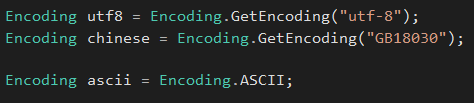 Encoding utf8 = Encoding.GetEncoding("utf-8");
Encoding chinese = Encoding.GetEncoding("GB18030");
Encoding ascii = Encoding.ASCII;